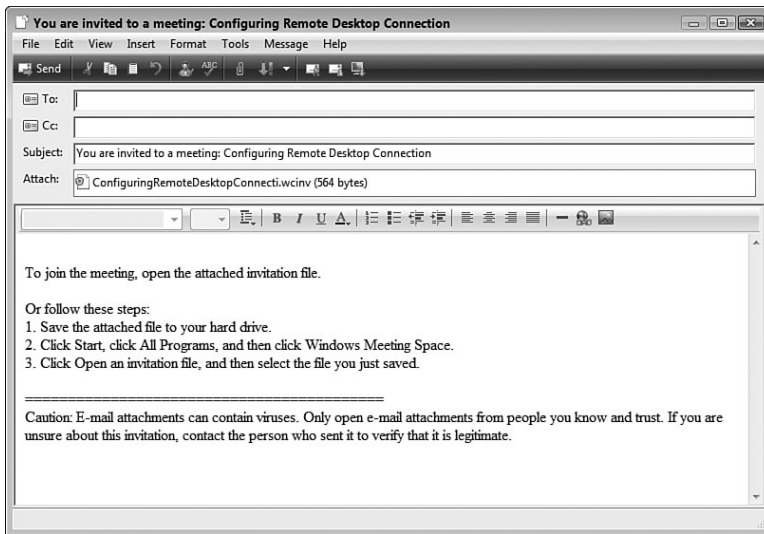 You are invited to a meeting: Configuring Remote Desktop Connection
File Edit View Insert Format Tools Message Help
Send ABC
To:
Cc:
Subject: You are invited to a meeting: Configuring Remote Desktop Connection
Attach: ConfiguringRemoteDesktopConnecti.wcinv (564 bytes)
B I U A
To join the meeting, open the attached invitation file.
Or follow these steps:
1. Save the attached file to your hard drive.
2. Click Start, click All Programs, and then click Windows Meeting Space.
3. Click Open an invitation file, and then select the file you just saved.
========================================
Caution: E-mail attachments can contain viruses. Only open e-mail attachments from people you know and trust. If you are
unsure about this invitation, contact the person who sent it to verify that it is legitimate.